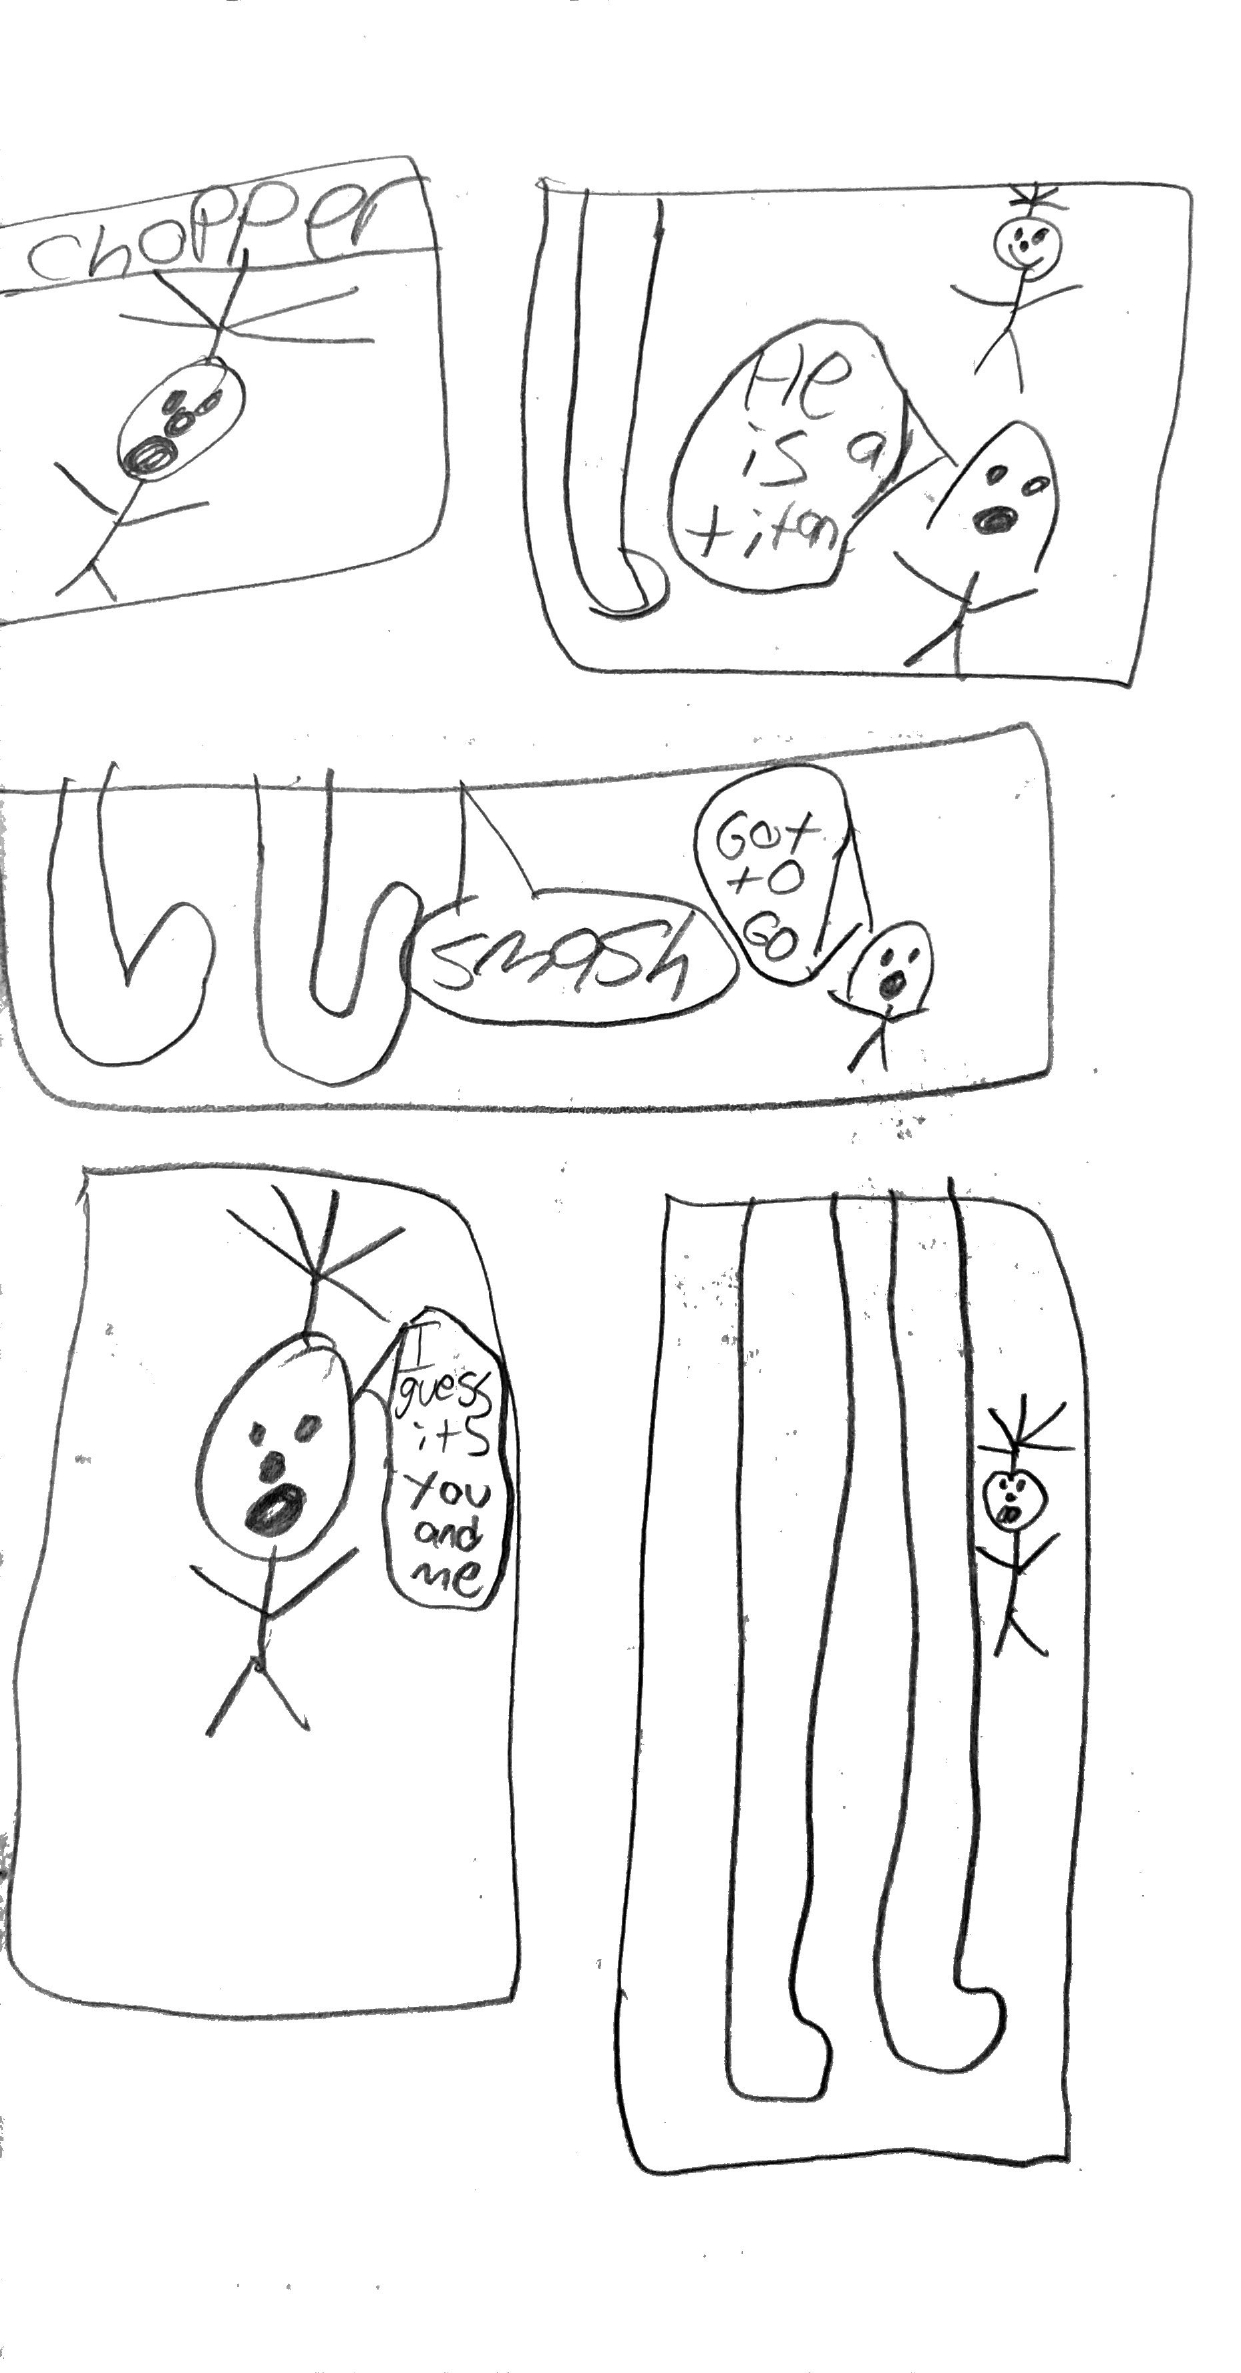 Chopper
He
is a
titan.
SMASH
Got
to
Go
I
guess
its
you
and
me